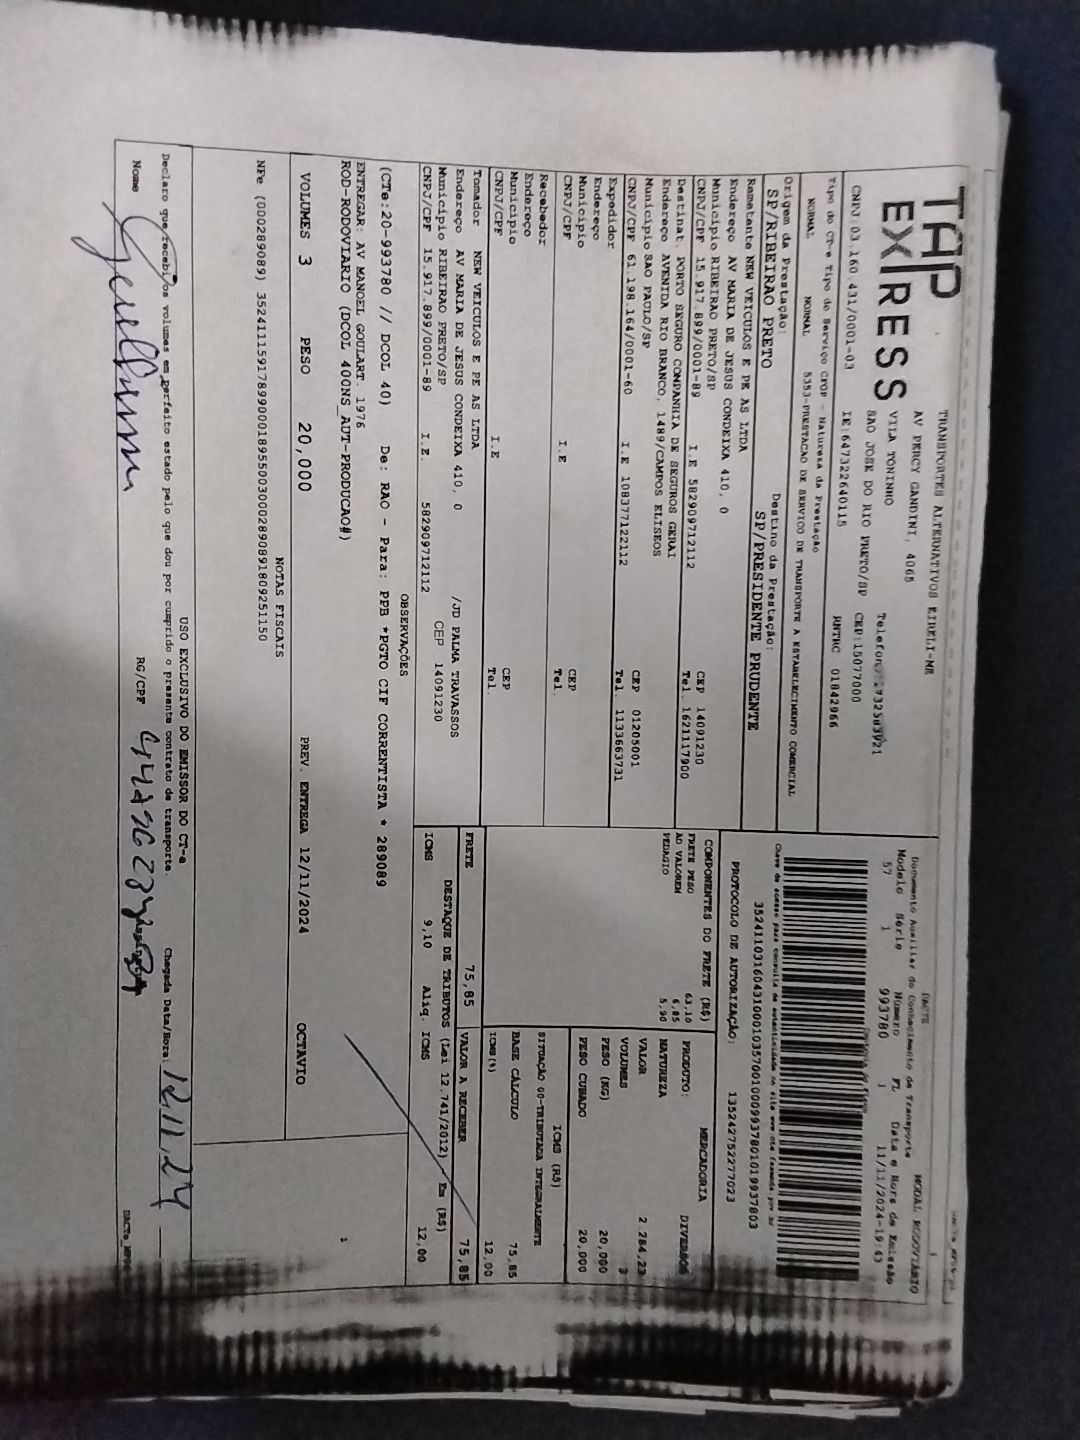 TAP
EXPRESS
TRANSPORTES ALTERNATIVOS EIRELI-ME
AV PERCY GANDINI, 4065
VILA TONINHO
SAO JOSE DO RIO PRETO/SP
CEP:15077000
CNPJ:03.160.431/0001-03
IE:647322640115
RNTRC 01842966
DACTE
Documento Auxiliar do Conhecimento de Transporte
MODAL RODOVIÁRIO
Modelo Série Número FL Data e Hora de Emissão
57 1 993780 1 11/11/2024-19:43
Tipo do CT-e Tipo do Serviço CFOP - Natureza da Prestação
NORMAL NORMAL 5353-PRESTACAO DE SERVICO DE TRANSPORTE A ESTABELECIMENTO COMERCIAL
Origem da Prestação: Destino da Prestação:
SP/RIBEIRAO PRETO SP/PRESIDENTE PRUDENTE
PROTOCOLO DE AUTORIZAÇÃO: 135242752277023
Remetente NEW VEICULOS E PE AS LTDA
Endereço AV MARIA DE JESUS CONDEIXA 410, 0
Município RIBEIRAO PRETO/SP CEP 14091230
CNPJ/CPF 15.917.899/0001-89 I.E 582909712112 Tel. 1621117900
Destinat. PORTO SEGURO COMPANHIA DE SEGUROS GERAI
Endereço AVENIDA RIO BRANCO, 1489/CAMPOS ELISEOS
Município SAO PAULO/SP CEP 01205001
CNPJ/CPF 61.198.164/0001-60 I.E 108377122112 Tel. 1133663731
Expedidor
Endereço
Município CEP
CNPJ/CPF I.E Tel.
Recebedor
Endereço
Município CEP
CNPJ/CPF I.E Tel.
Tomador NEW VEICULOS E PE AS LTDA
Endereço AV MARIA DE JESUS CONDEIXA 410, 0 /JD PALMA TRAVASSOS
Município RIBEIRAO PRETO/SP CEP 14091230
CNPJ/CPF 15.917.899/0001-89 I.E. 582909712112
COMPONENTES DO FRETE (R$)
FRETE PESO 63,10
AD VALOREM 6,85
PEDAGIO 5,90
MERCADORIA
PRODUTO: DIVERSOS
NATUREZA
VALOR 2.284,23
VOLUMES 3
PESO (KG) 20,000
PESO CUBADO 20,000
ICMS (R$)
SITUAÇÃO 00-TRIBUTADA INTEGRALMENTE
BASE CÁLCULO 75,85
ICMS(%) 12,00
FRETE 75,85 VALOR A RECEBER 75,85
DESTAQUE DE TRIBUTOS (Lei 12.741/2012) - Em (R$)
ICMS 9,10 Aliq. ICMS 12,00
OBSERVAÇÕES
(CTe:20-993780 // DCOL 40) De: RAO - Para: PPB *PGTO CIF CORRENTISTA * 289089
ENTREGAR: AV MANOEL GOULART. 1976
ROD-RODOVIARIO (DCOL 400NS_AUT-PRODUCAO#)
VOLUMES 3 PESO 20,000 PREV. ENTREGA 12/11/2024 OCTAVIO
NOTAS FISCAIS
NFe (000289089)
USO EXCLUSIVO DO EMISSOR DO CT-e
Declaro que recebi os volumes em perfeito estado pelo que dou por cumprido o presente contrato de transporte. Chegada Data/Hora: 12/11/24
Nome RG/CPF